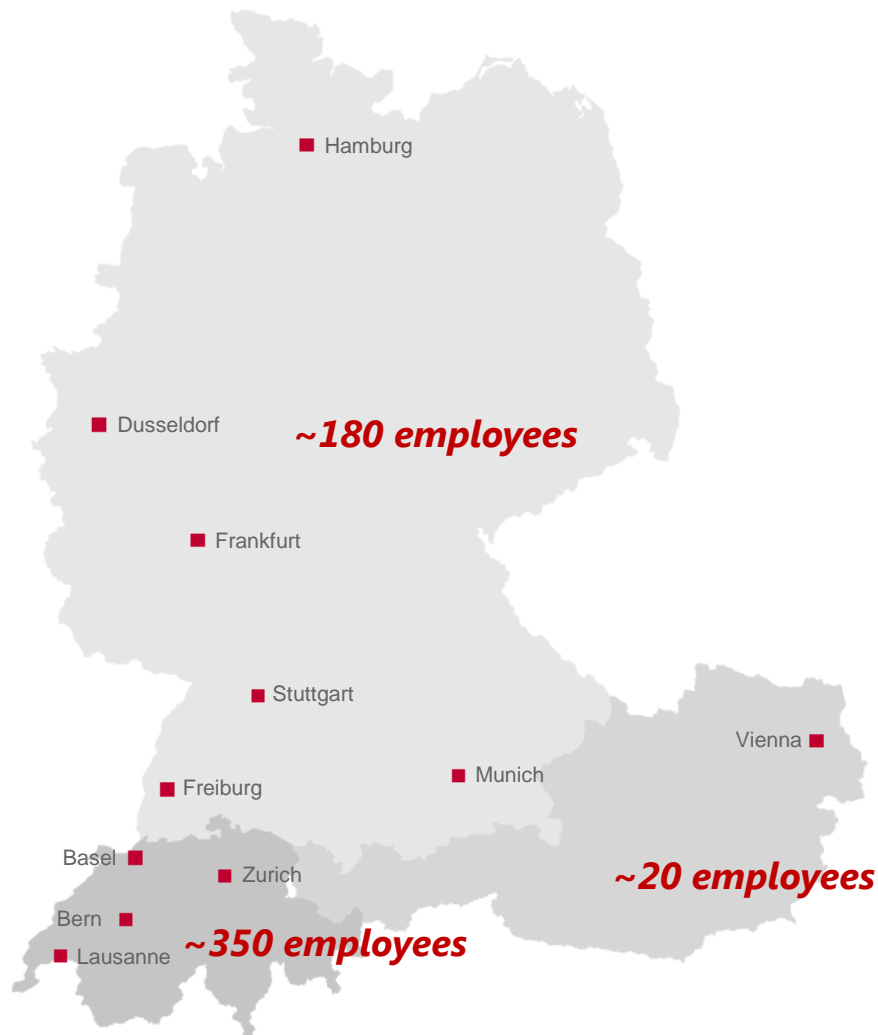 Hamburg
Dusseldorf
~180 employees
Frankfurt
Stuttgart
Vienna
Munich
Freiburg
Basel
Zurich
~20 employees
Bern
~350 employees
Lausanne